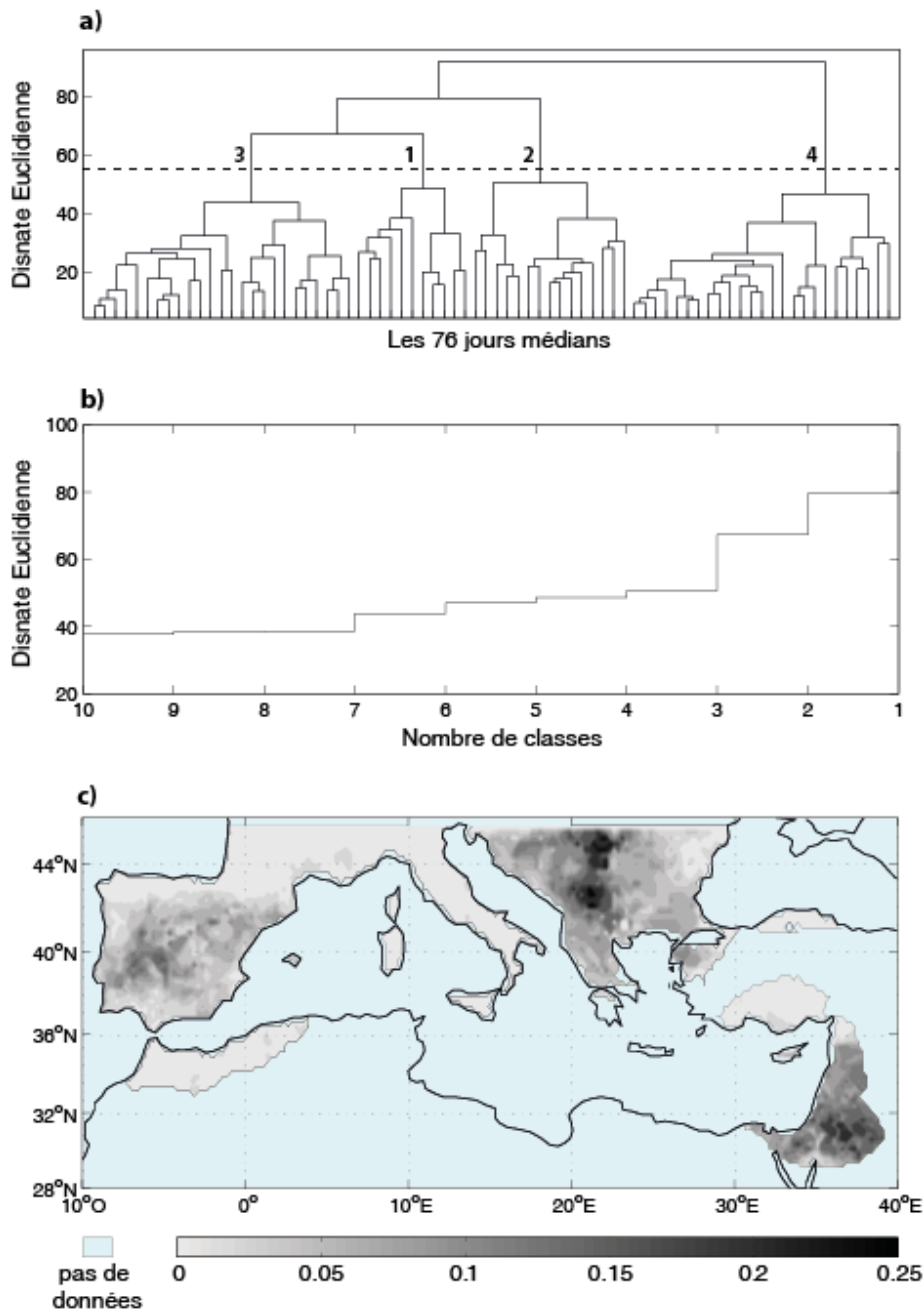 a)
Disnate Euclidienne
80
60
40
20
3 1 2 4
Les 76 jours médians
b)
Disnate Euclidienne
100
80
60
40
20
10 9 8 7 6 5 4 3 2 1
Nombre de classes
c)
44°N
40°N
36°N
32°N
28°N
10°O 0° 10°E 20°E 30°E 40°E
pas de
données
0 0.05 0.1 0.15 0.2 0.25